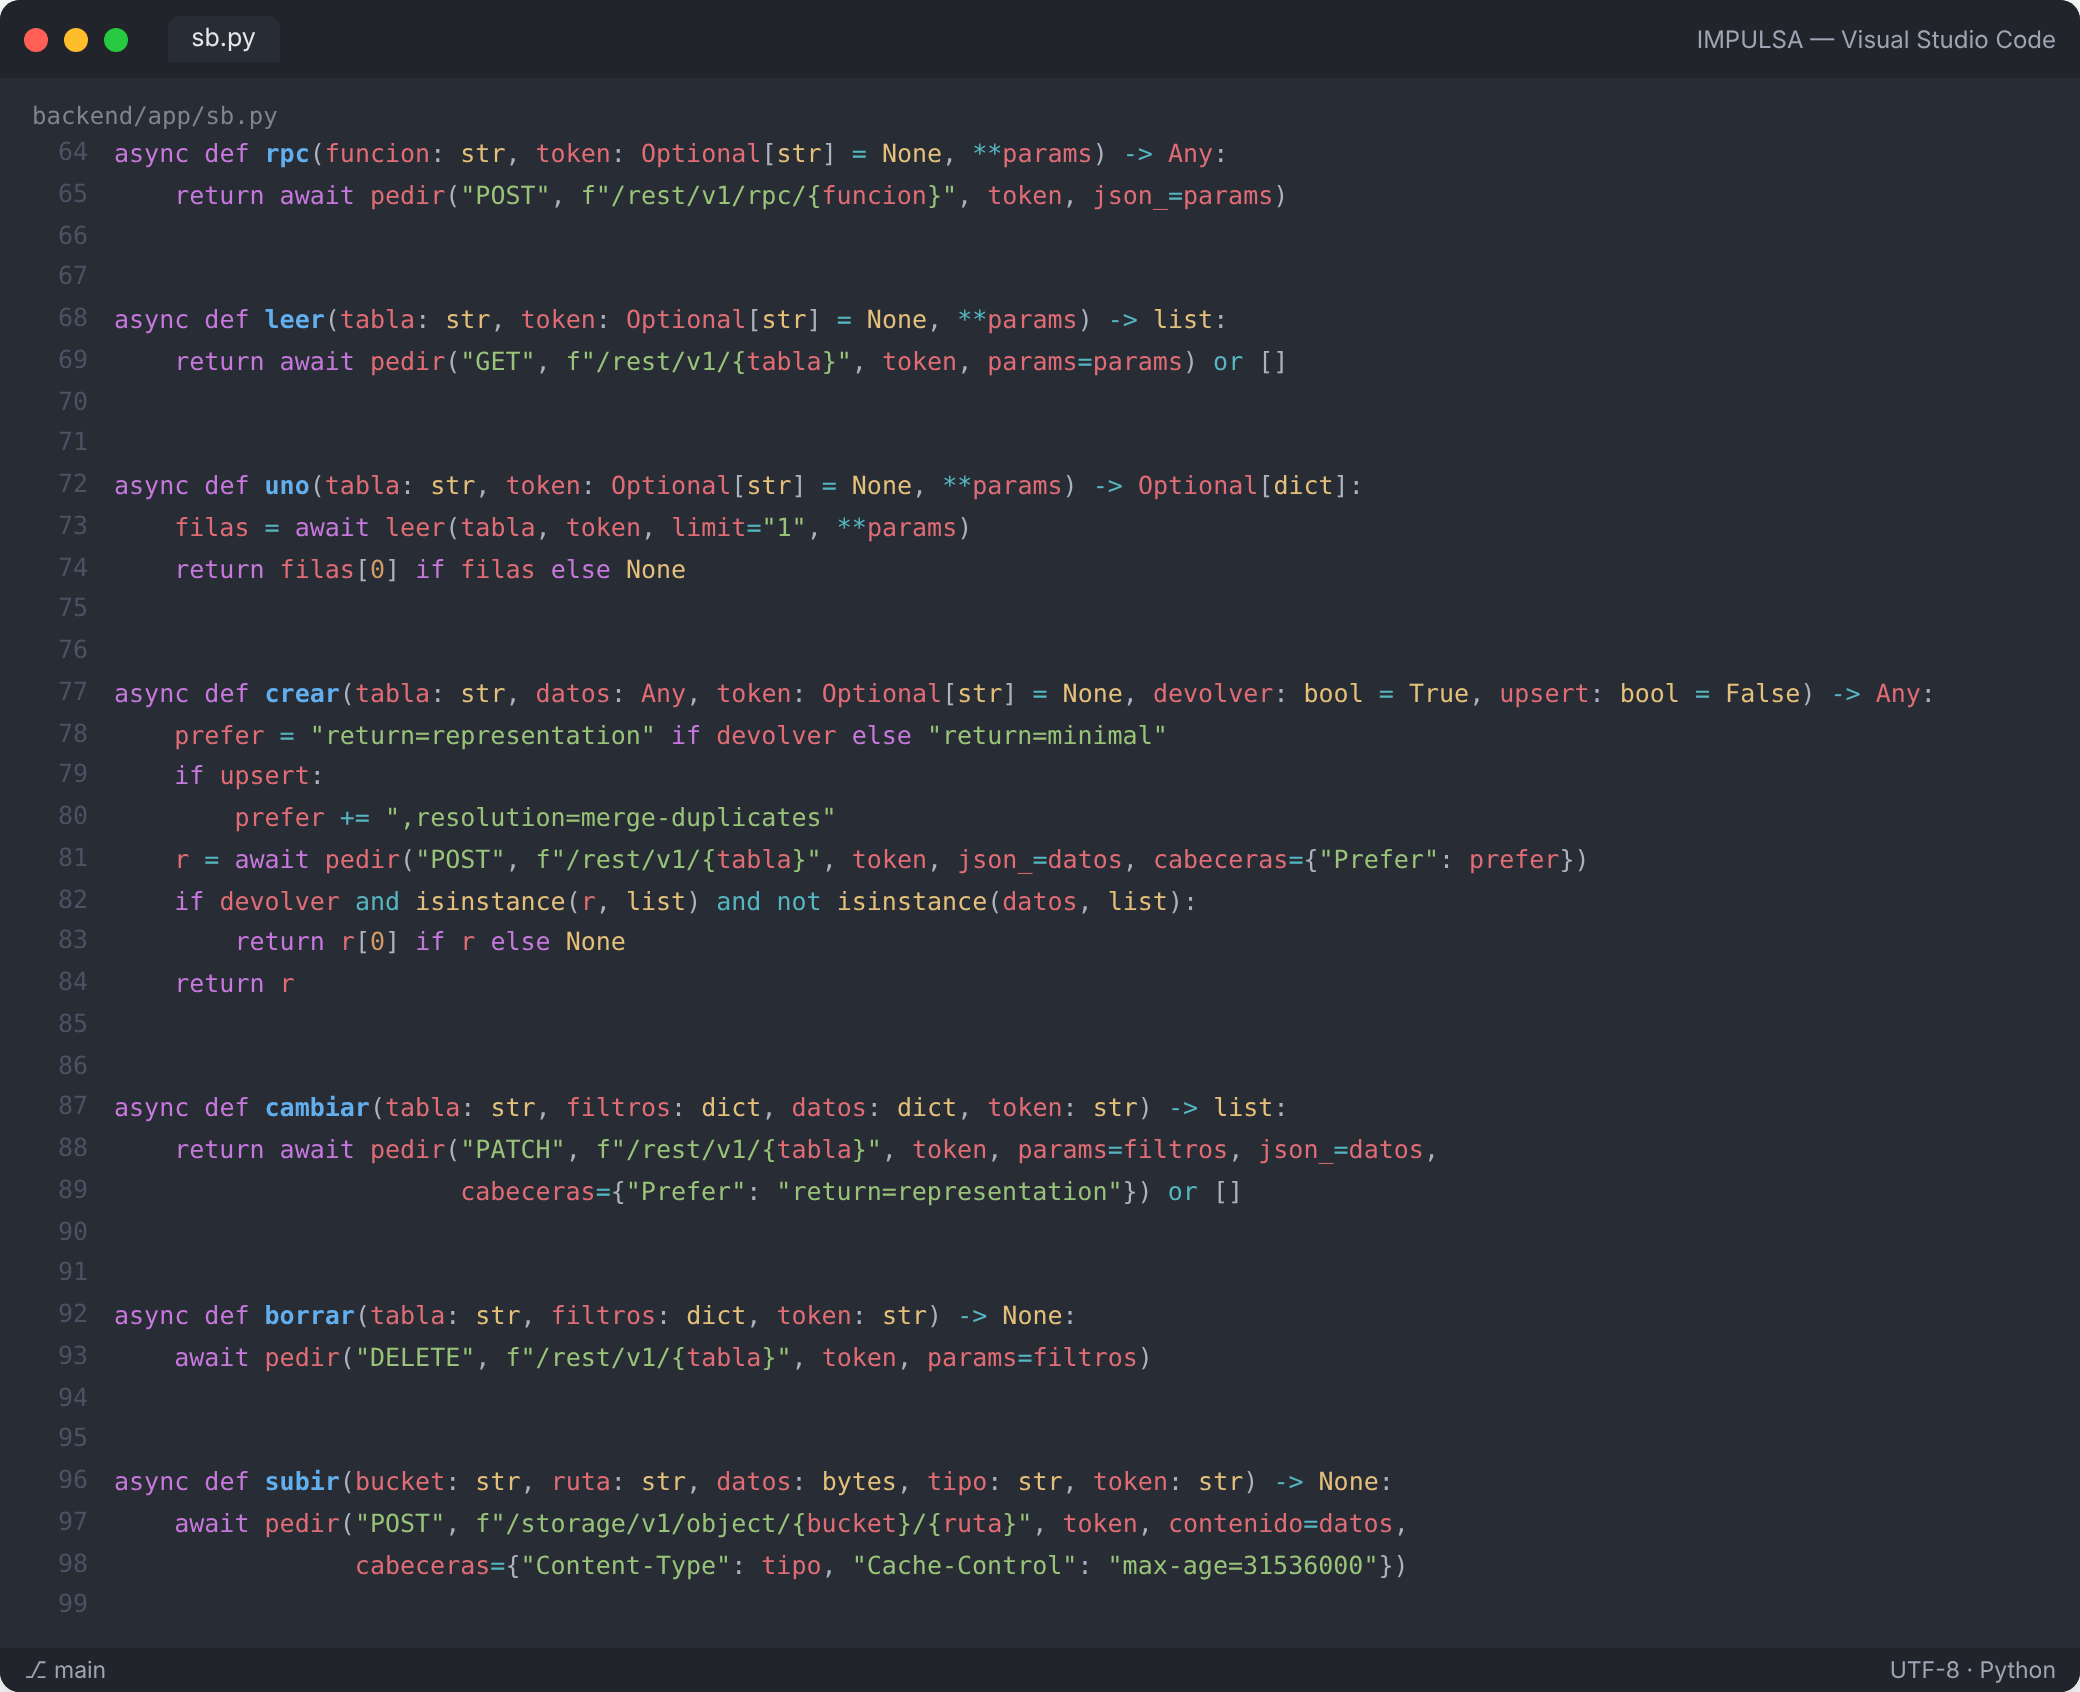 sb.py
IMPULSA — Visual Studio Code
backend/app/sb.py
64 async def rpc(funcion: str, token: Optional[str] = None, **params) -> Any:
65     return await pedir("POST", f"/rest/v1/rpc/{funcion}", token, json_=params)
66
67
68 async def leer(tabla: str, token: Optional[str] = None, **params) -> list:
69     return await pedir("GET", f"/rest/v1/{tabla}", token, params=params) or []
70
71
72 async def uno(tabla: str, token: Optional[str] = None, **params) -> Optional[dict]:
73     filas = await leer(tabla, token, limit="1", **params)
74     return filas[0] if filas else None
75
76
77 async def crear(tabla: str, datos: Any, token: Optional[str] = None, devolver: bool = True, upsert: bool = False) -> Any:
78     prefer = "return=representation" if devolver else "return=minimal"
79     if upsert:
80         prefer += ",resolution=merge-duplicates"
81     r = await pedir("POST", f"/rest/v1/{tabla}", token, json_=datos, cabeceras={"Prefer": prefer})
82     if devolver and isinstance(r, list) and not isinstance(datos, list):
83         return r[0] if r else None
84     return r
85
86
87 async def cambiar(tabla: str, filtros: dict, datos: dict, token: str) -> list:
88     return await pedir("PATCH", f"/rest/v1/{tabla}", token, params=filtros, json_=datos,
89                        cabeceras={"Prefer": "return=representation"}) or []
90
91
92 async def borrar(tabla: str, filtros: dict, token: str) -> None:
93     await pedir("DELETE", f"/rest/v1/{tabla}", token, params=filtros)
94
95
96 async def subir(bucket: str, ruta: str, datos: bytes, tipo: str, token: str) -> None:
97     await pedir("POST", f"/storage/v1/object/{bucket}/{ruta}", token, contenido=datos,
98                 cabeceras={"Content-Type": tipo, "Cache-Control": "max-age=31536000"})
99
⎇ main
UTF-8 · Python